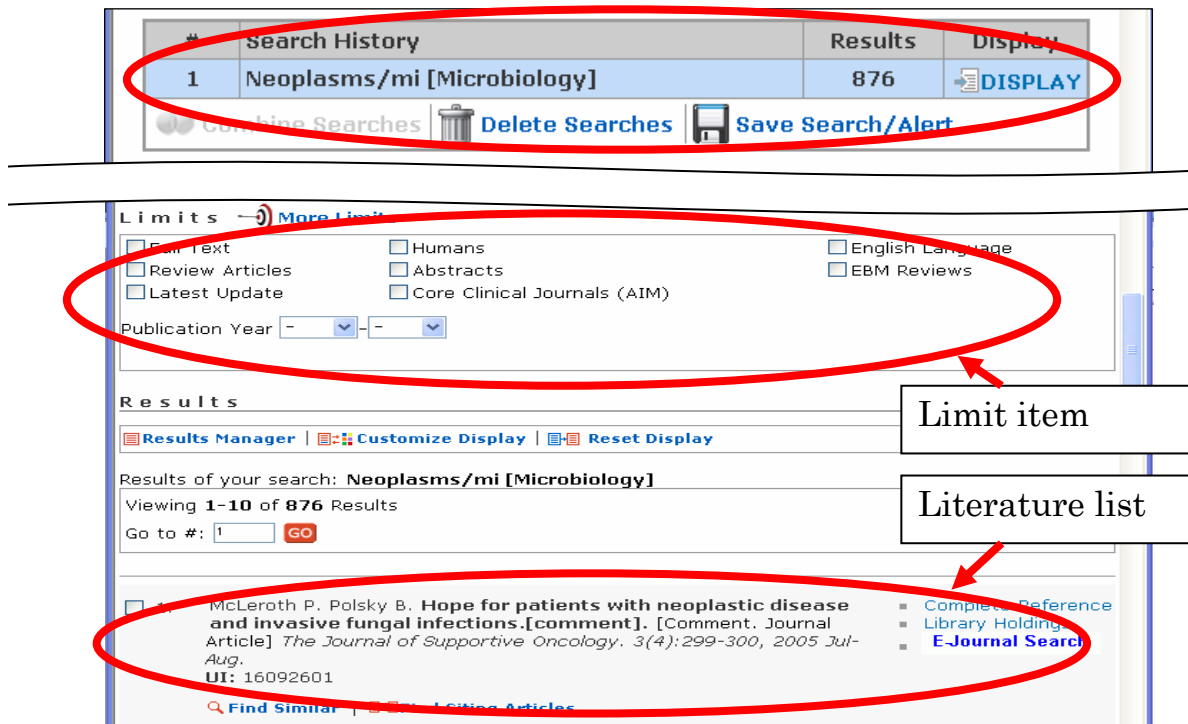 # Search History Results Display
1 Neoplasms/mi [Microbiology] 876 DISPLAY
Combine Searches Delete Searches Save Search/Alert
Limits More Limits
Full Text Humans English Language
Review Articles Abstracts EBM Reviews
Latest Update Core Clinical Journals (AIM)
Publication Year - - -
Limit item
Results
Results Manager | Customize Display | Reset Display
Results of your search: Neoplasms/mi [Microbiology]
Viewing 1-10 of 876 Results
Go to #: 1 GO
Literature list
1. McLeroth P. Polsky B. Hope for patients with neoplastic disease
and invasive fungal infections.[comment]. [Comment. Journal
Article] The Journal of Supportive Oncology. 3(4):299-300, 2005 Jul-
Aug.
UI: 16092601
Complete Reference
Library Holdings
E-Journal Search
Find Similar | Find Citing Articles